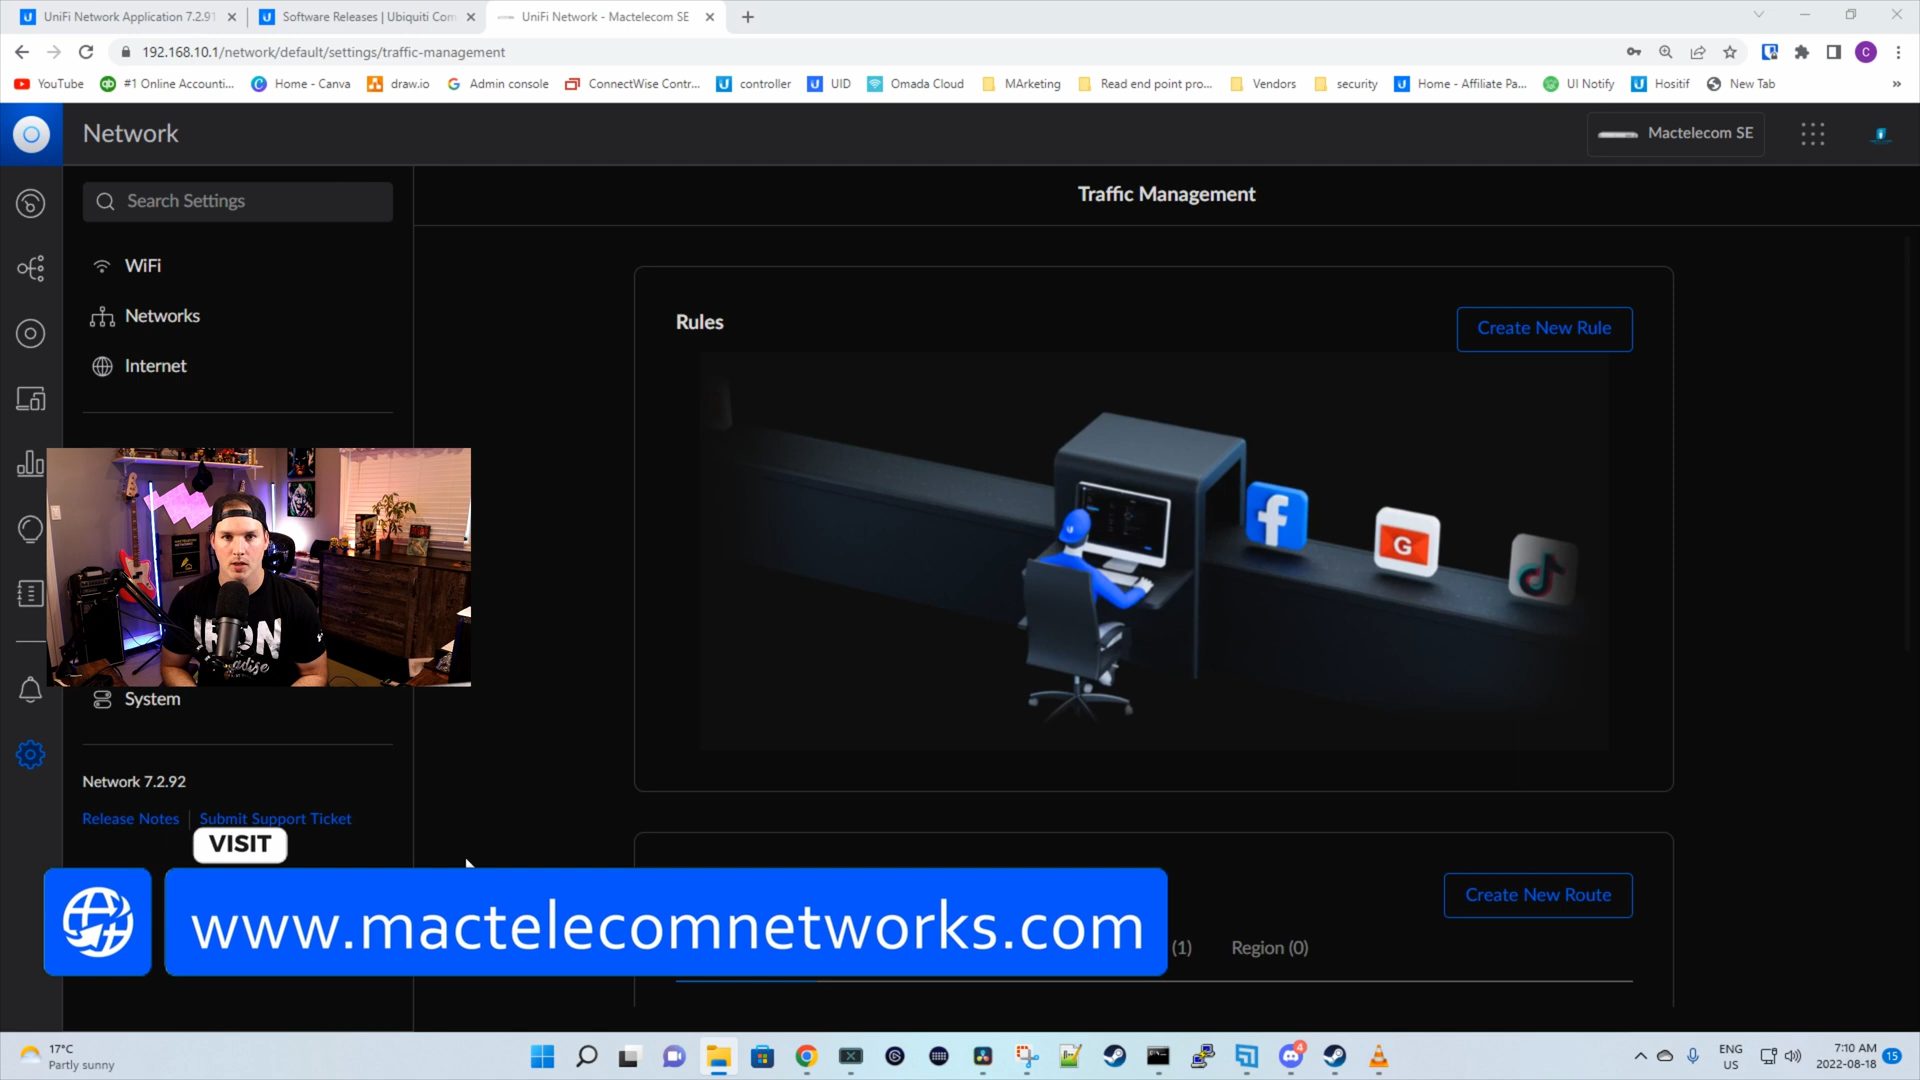 UniFi Network Application 7.2.91
Software Releases | Ubiquiti Com
UniFi Network - Mactelecom SE
192.168.10.1/network/default/settings/traffic-management
C
YouTube
#1 Online Accounti...
Home - Canva
draw.io
Admin console
ConnectWise Contr...
controller
UID
Omada Cloud
MArketing
Read end point pro...
Vendors
security
Home - Affiliate Pa...
UI Notify
Hositif
New Tab
Network
Mactelecom SE
Search Settings
Traffic Management
WiFi
Networks
Internet
Rules
Create New Rule
G
IRON
Paradise
System
Network 7.2.92
Release Notes
Submit Support Ticket
VISIT
www.mactelecomnetworks.com
Create New Route
(1)
Region (0)
17°C
Partly sunny
4
ENG
US
7:10 AM
2022-08-18
15